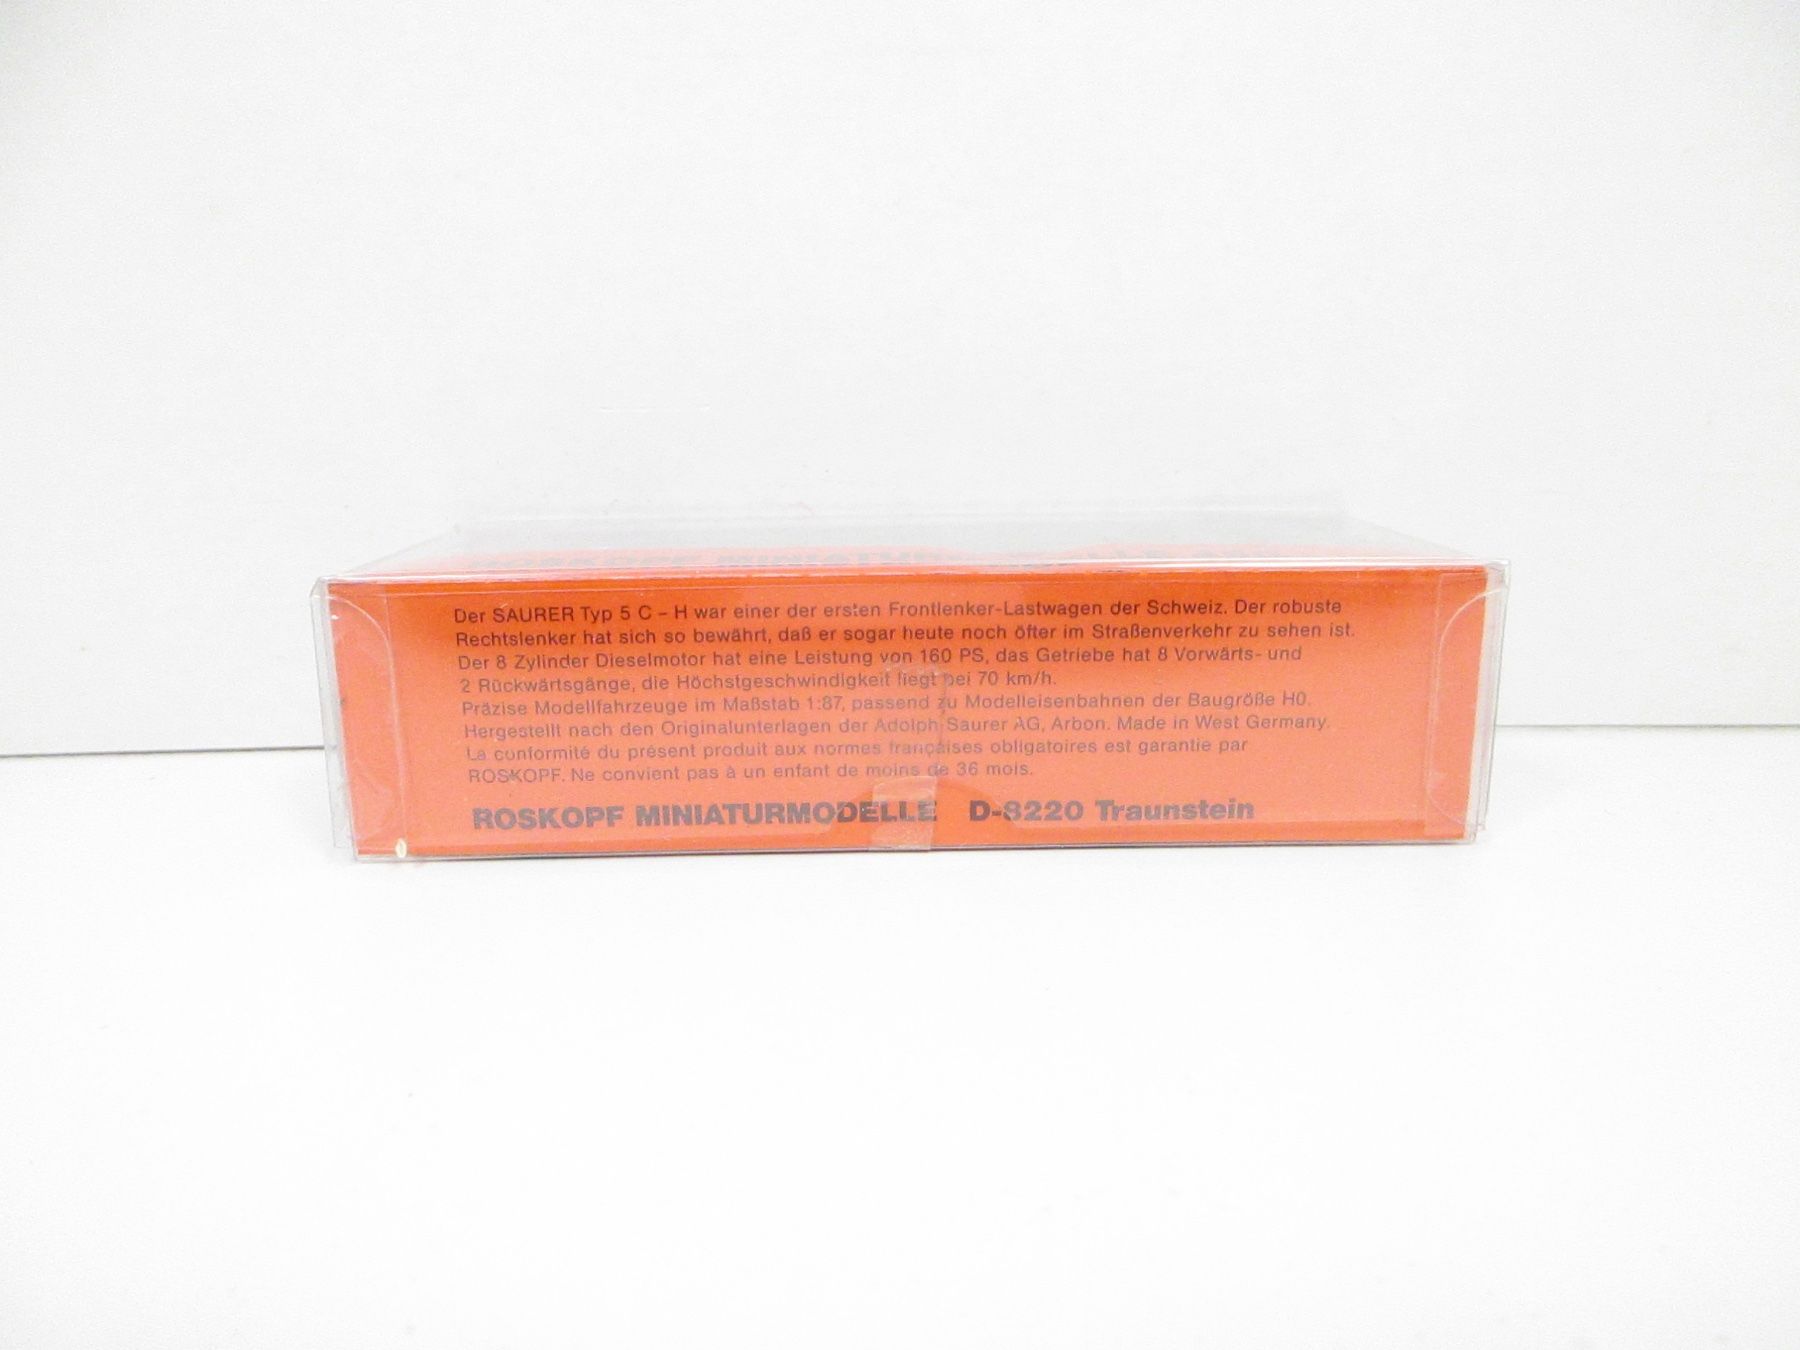 ROSKOPF MINIATUR
Der SAURER Typ 5 C – H war einer der ersten Frontlenker-Lastwagen der Schweiz. Der robuste
Rechtslenker hat sich so bewährt, daß er sogar heute noch öfter im Straßenverkehr zu sehen ist.
Der 8 Zylinder Dieselmotor hat eine Leistung von 160 PS, das Getriebe hat 8 Vorwärts- und
2 Rückwärtsgänge, die Höchstgeschwindigkeit liegt bei 70 km/h.
Präzise Modellfahrzeuge im Maßstab 1:87, passend zu Modelleisenbahnen der Baugröße H0.
Hergestellt nach den Originalunterlagen der Adolph Saurer AG, Arbon. Made in West Germany.
La conformité du présent produit aux normes françaises obligatoires est garantie par
ROSKOPF. Ne convient pas à un enfant de moins de 36 mois.
ROSKOPF MINIATURMODELLE D-8220 Traunstein